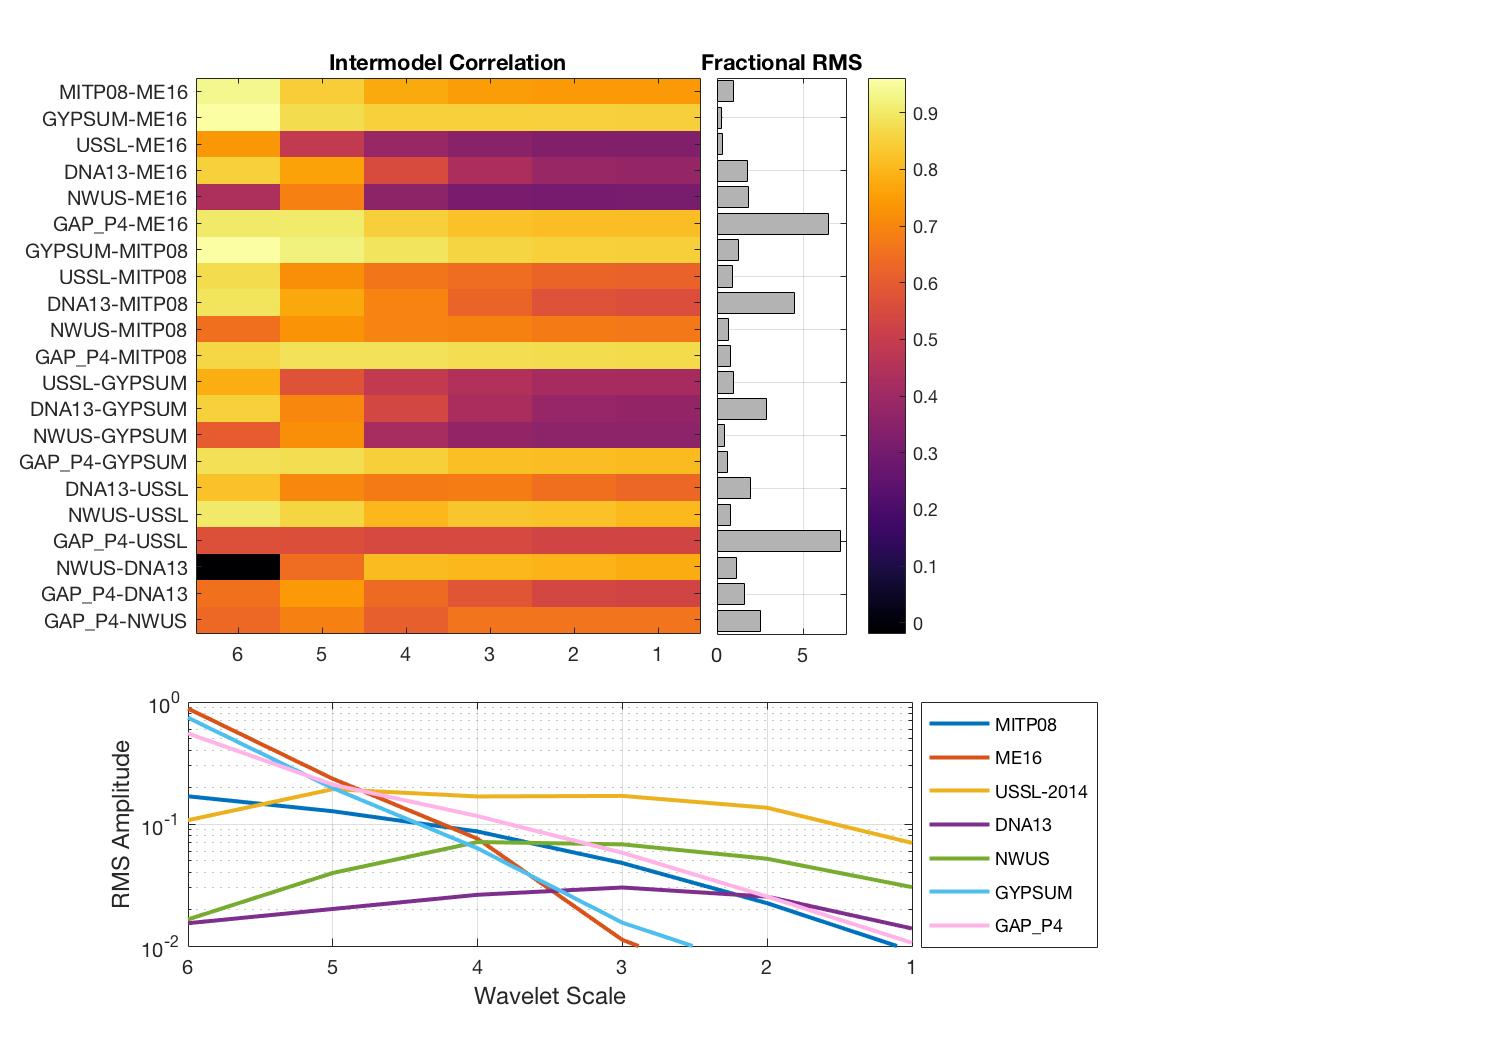 Intermodel Correlation
Fractional RMS
MITP08-ME16
GYPSUM-ME16
USSL-ME16
DNA13-ME16
NWUS-ME16
GAP_P4-ME16
GYPSUM-MITP08
USSL-MITP08
DNA13-MITP08
NWUS-MITP08
GAP_P4-MITP08
USSL-GYPSUM
DNA13-GYPSUM
NWUS-GYPSUM
GAP_P4-GYPSUM
DNA13-USSL
NWUS-USSL
GAP_P4-USSL
NWUS-DNA13
GAP_P4-DNA13
GAP_P4-NWUS
6 5 4 3 2 1
0 5
0.9
0.8
0.7
0.6
0.5
0.4
0.3
0.2
0.1
0
RMS Amplitude
10^0
10^-1
10^-2
6 5 4 3 2 1
Wavelet Scale
MITP08
ME16
USSL-2014
DNA13
NWUS
GYPSUM
GAP_P4